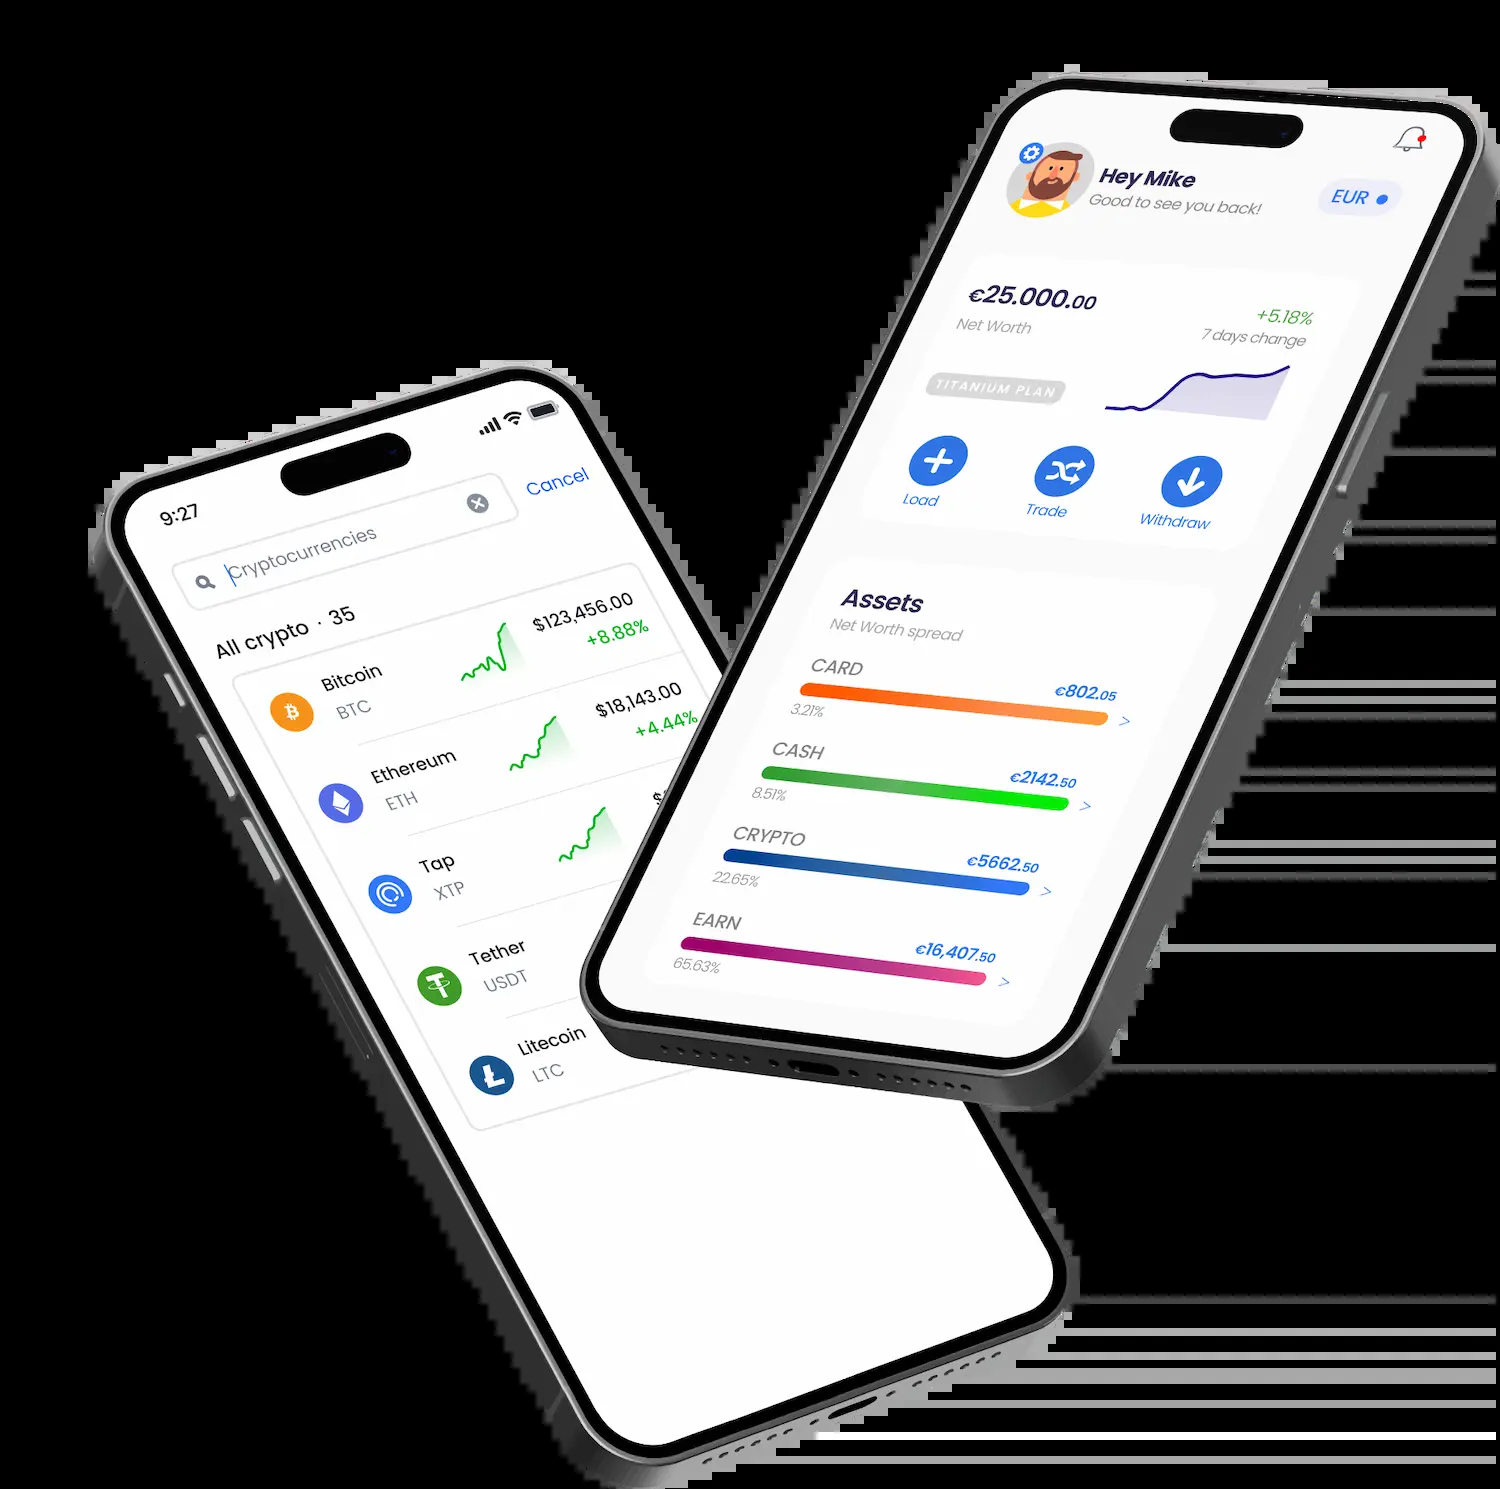 9:27
Cryptocurrencies
Cancel
All crypto · 35
Bitcoin
BTC
$123,456.00
+8.88%
Ethereum
ETH
$18,143.00
+4.44%
Tap
XTP
Tether
USDT
Litecoin
LTC
Hey Mike
Good to see you back!
EUR
€25.000.00
Net Worth
+5.18%
7 days change
TITANIUM PLAN
Load
Trade
Withdraw
Assets
Net Worth spread
CARD
€802.05
3.21%
CASH
€2142.50
8.51%
CRYPTO
€5662.50
22.65%
EARN
€16,407.50
65.63%